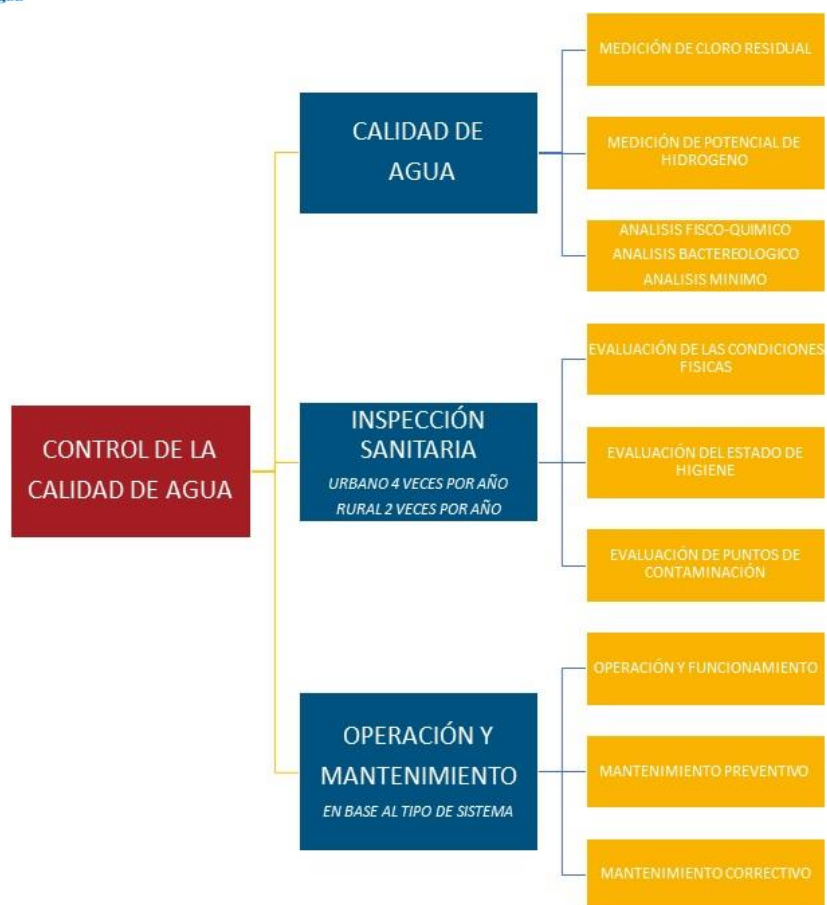 CONTROL DE LA
CALIDAD DE AGUA
CALIDAD DE
AGUA
MEDICIÓN DE CLORO RESIDUAL
MEDICIÓN DE POTENCIAL DE
HIDROGENO
ANALISIS FISCO-QUIMICO
ANALISIS BACTEREOLOGICO
ANALISIS MINIMO
INSPECCIÓN
SANITARIA
URBANO 4 VECES POR AÑO
RURAL 2 VECES POR AÑO
EVALUACIÓN DE LAS CONDICIONES
FISICAS
EVALUACIÓN DEL ESTADO DE
HIGIENE
EVALUACIÓN DE PUNTOS DE
CONTAMINACIÓN
OPERACIÓN Y
MANTENIMIENTO
EN BASE AL TIPO DE SISTEMA
OPERACIÓN Y FUNCIONAMIENTO
MANTENIMIENTO PREVENTIVO
MANTENIMIENTO CORRECTIVO